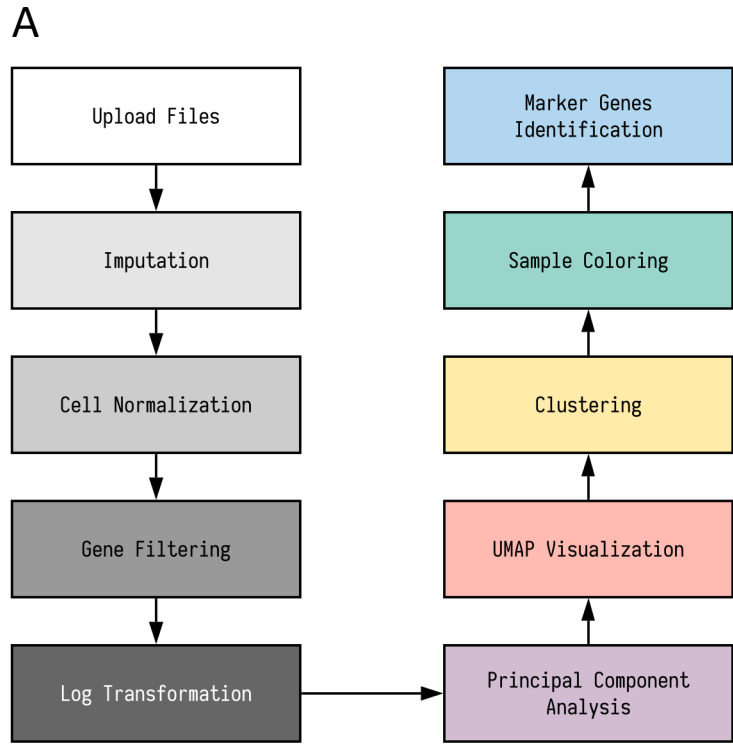 A
Upload Files
Imputation
Cell Normalization
Gene Filtering
Log Transformation
Principal Component
Analysis
UMAP Visualization
Clustering
Sample Coloring
Marker Genes
Identification